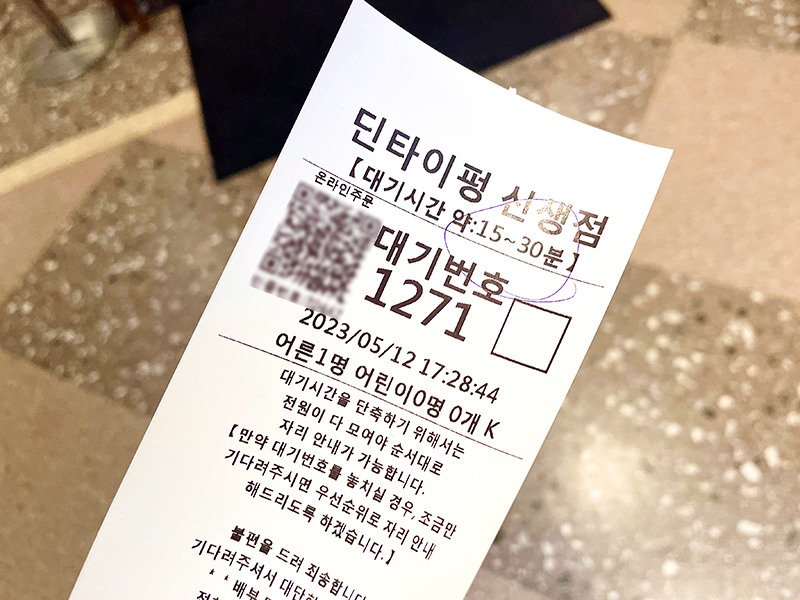 딘타이펑 신생점
【대기시간 약:15~30분】
온라인주문
대기번호
1271
2023/05/12 17:28:44
어른1명 어린이0명 0개 K
대기시간을 단축하기 위해서는
전원이 다 모여야 순서대로
자리 안내가 가능합니다.
【만약 대기번호를 놓치실 경우, 조금만
기다려주시면 우선순위로 자리 안내
해드리도록 하겠습니다.】
불편을 드려 죄송합니다
기다려주셔서 대단히
**배부